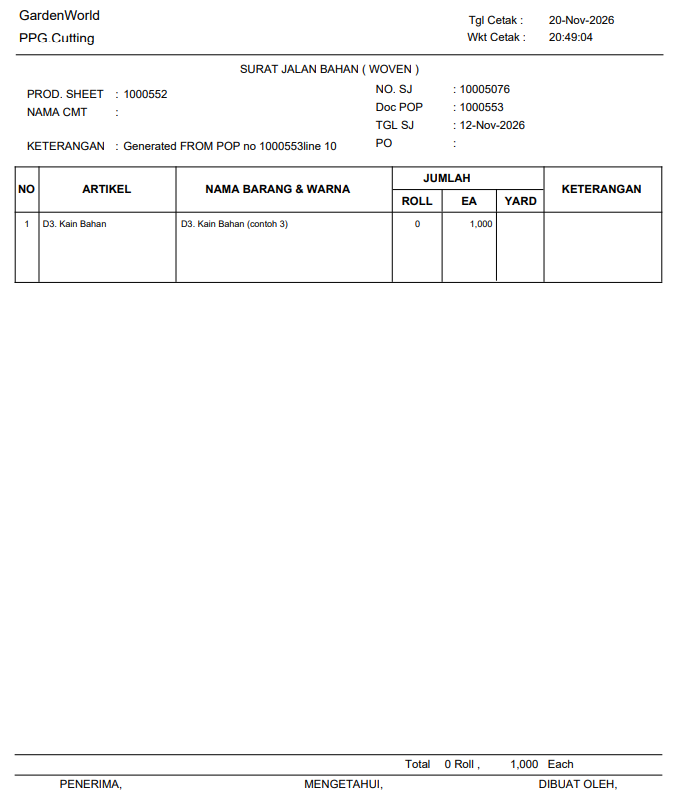 GardenWorld
Tgl Cetak : 20-Nov-2026
PPG.Cutting
Wkt Cetak : 20:49:04
SURAT JALAN BAHAN ( WOVEN )
PROD. SHEET : 1000552
NO. SJ : 10005076
NAMA CMT :
Doc POP : 1000553
TGL SJ : 12-Nov-2026
KETERANGAN : Generated FROM POP no 1000553line 10
PO :
NO ARTIKEL NAMA BARANG & WARNA JUMLAH KETERANGAN
ROLL EA YARD
1 D3. Kain Bahan D3. Kain Bahan (contoh 3) 0 1,000
Total 0 Roll , 1,000 Each
PENERIMA, MENGETAHUI, DIBUAT OLEH,